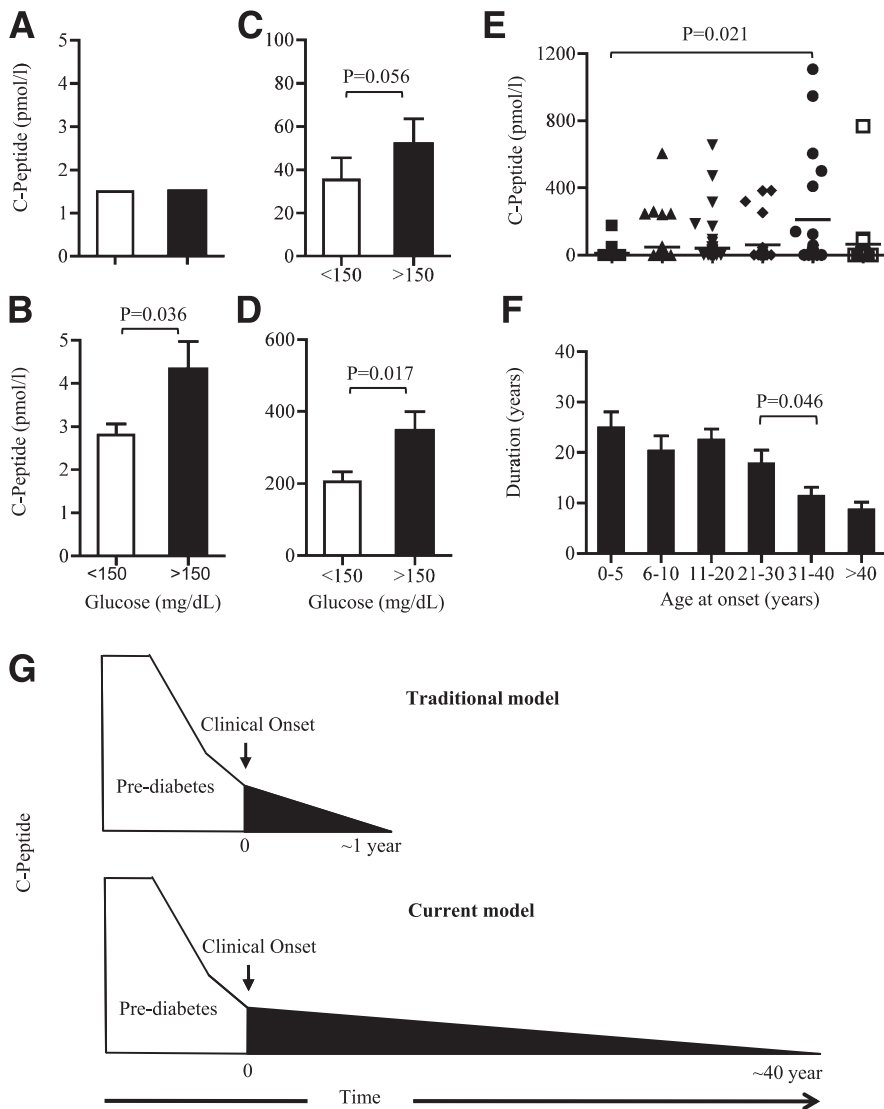 A
C-Peptide (pmol/l)
5
4
3
2
1
0
B
P=0.036
C-Peptide (pmol/l)
5
4
3
2
1
0
<150
>150
Glucose (mg/dL)
C
P=0.056
100
80
60
40
20
0
<150
>150
D
P=0.017
600
400
200
0
<150
>150
Glucose (mg/dL)
E
P=0.021
C-Peptide (pmol/l)
1200
800
400
0
F
P=0.046
Duration (years)
40
30
20
10
0
0-5
6-10
11-20
21-30
31-40
>40
Age at onset (years)
G
C-Peptide
Traditional model
Clinical Onset
Pre-diabetes
0
~1 year
Current model
Clinical Onset
Pre-diabetes
0
~40 year
Time